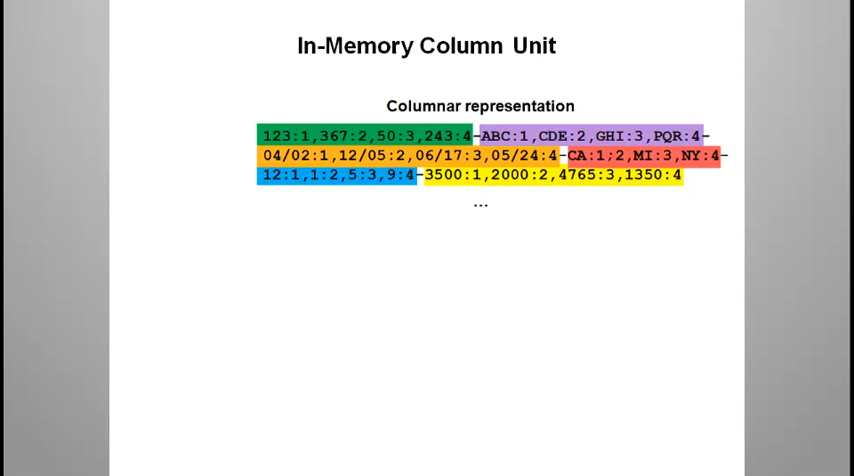 In-Memory Column Unit
Columnar representation
123:1,367:2,50:3,243:4-ABC:1,CDE:2,GHI:3,PQR:4-
04/02:1,12/05:2,06/17:3,05/24:4-CA:1;2,MI:3,NY:4-
12:1,1:2,5:3,9:4-3500:1,2000:2,4765:3,1350:4
...